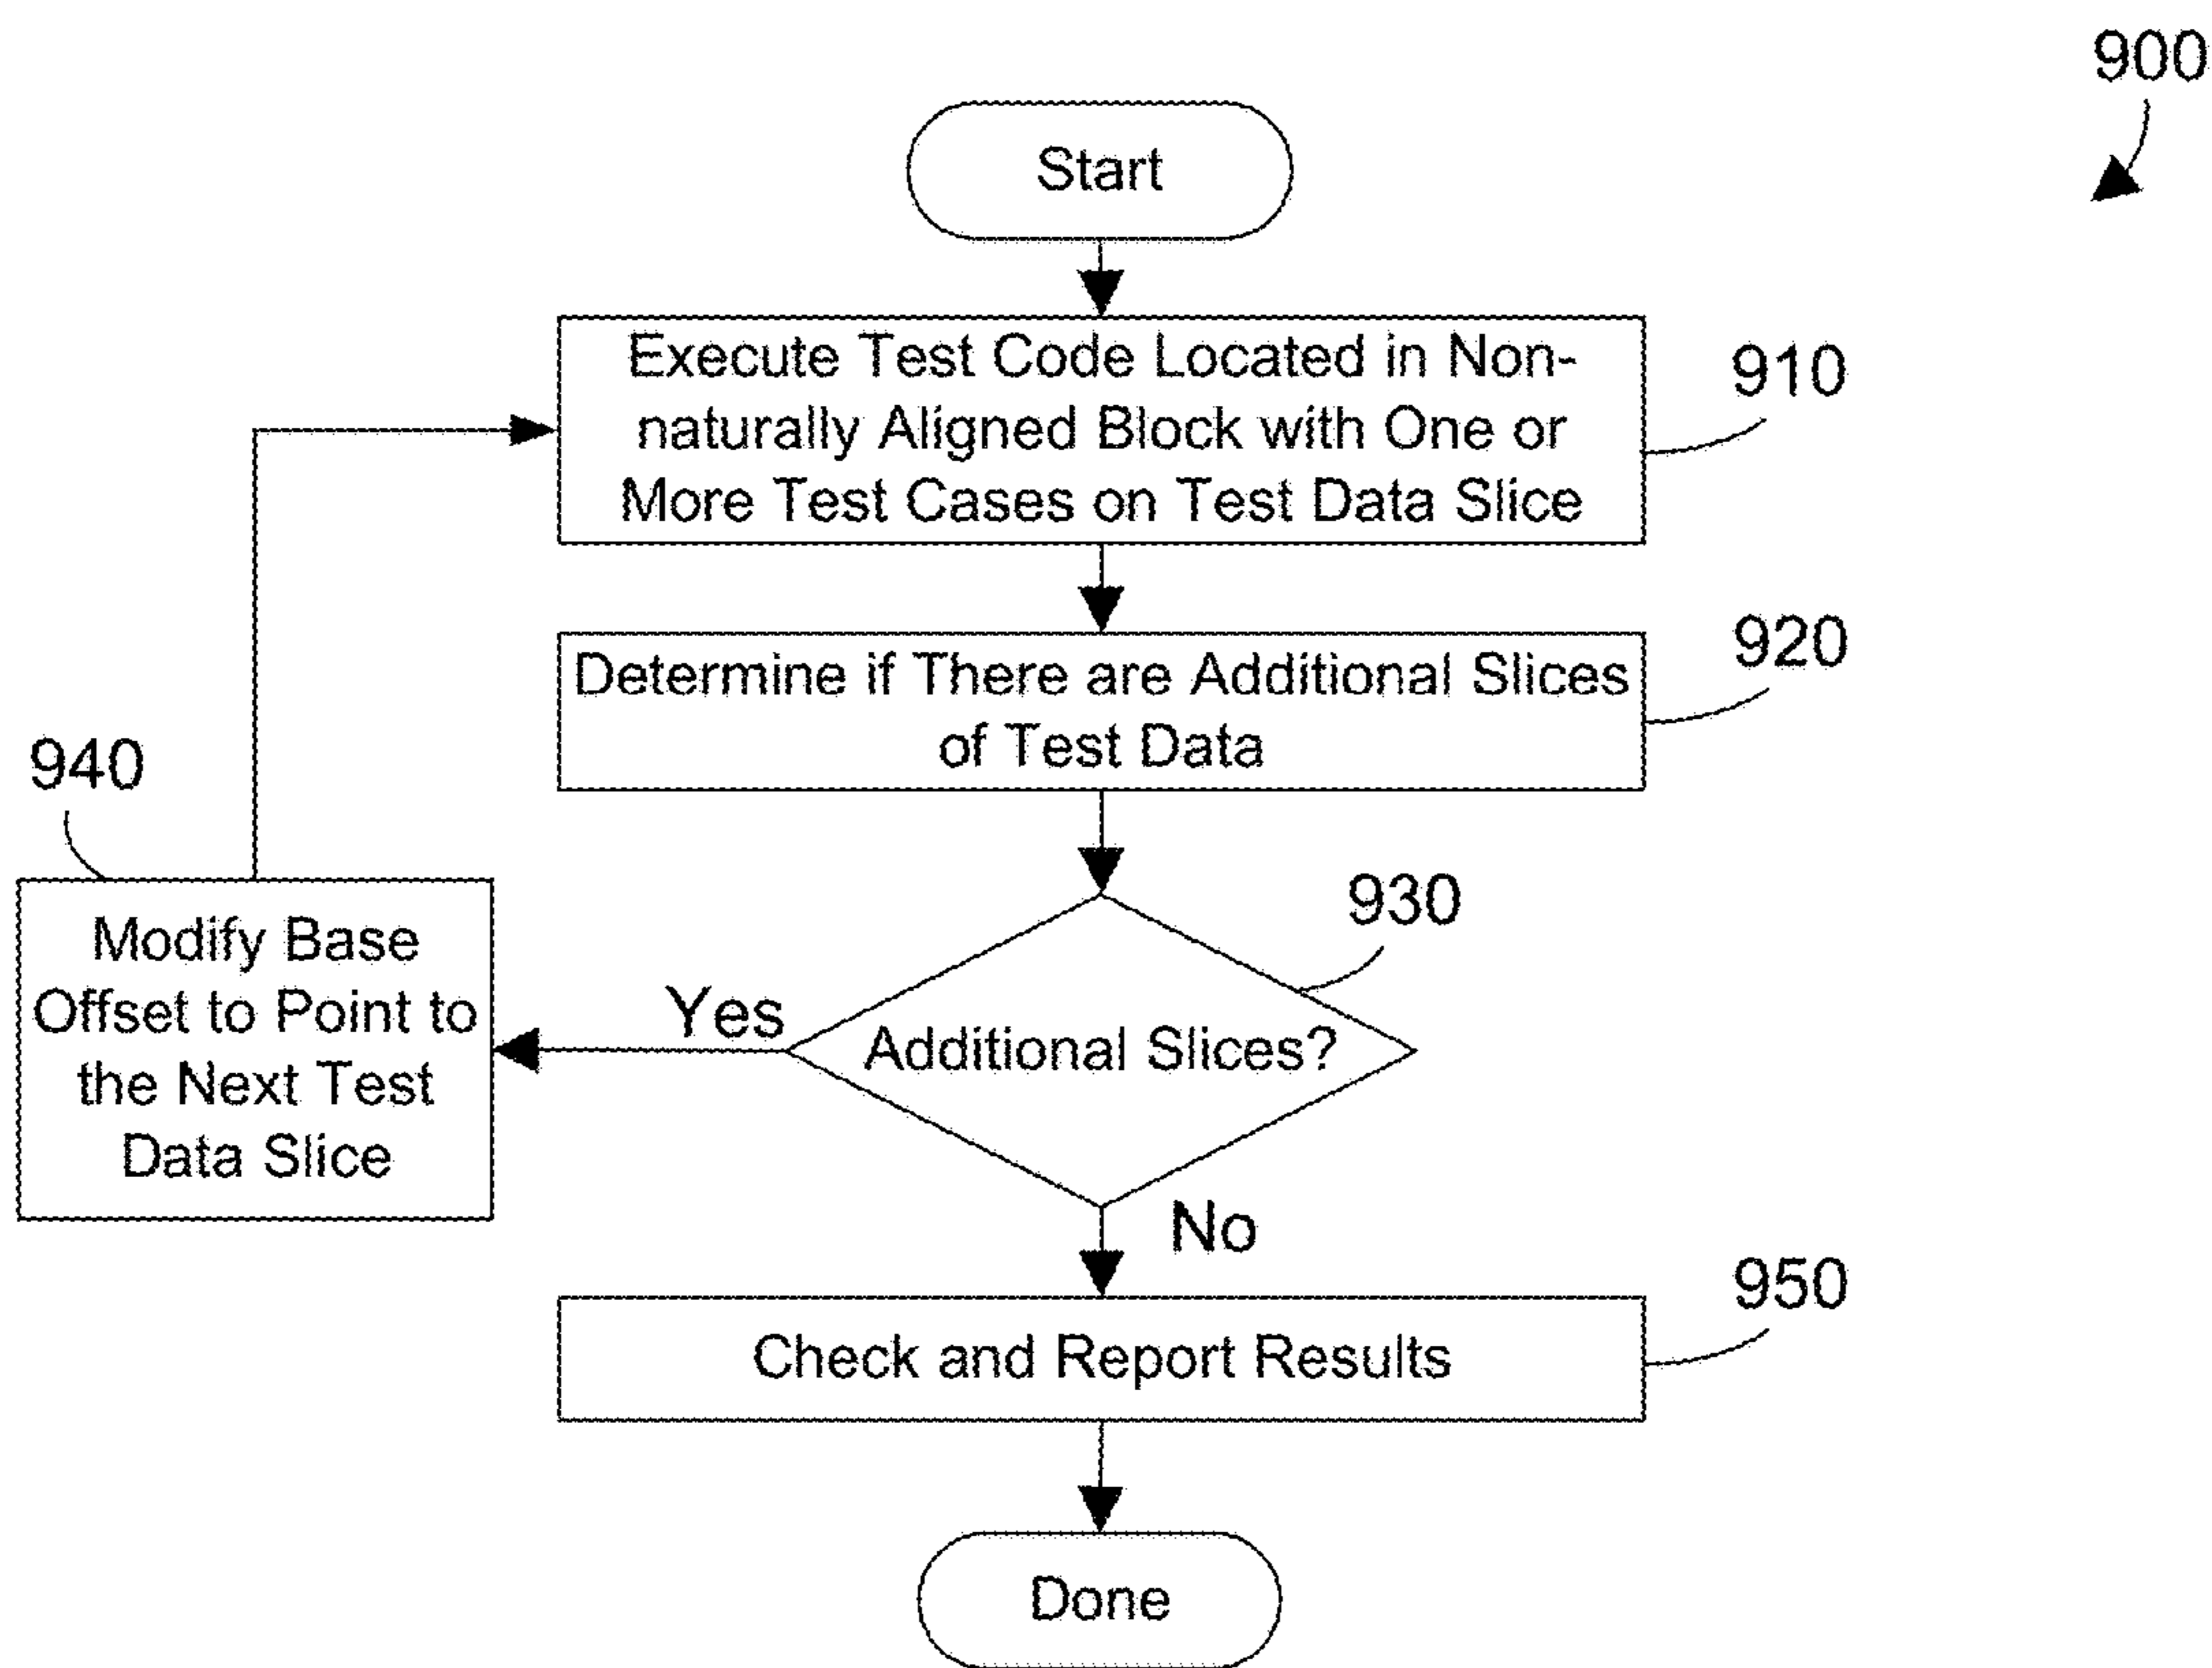 900
Start
Execute Test Code Located in Non-
naturally Aligned Block with One or
More Test Cases on Test Data Slice
910
Determine if There are Additional Slices
of Test Data
920
940
Modify Base
Offset to Point to
the Next Test
Data Slice
Yes
Additional Slices?
930
No
Check and Report Results
950
Done